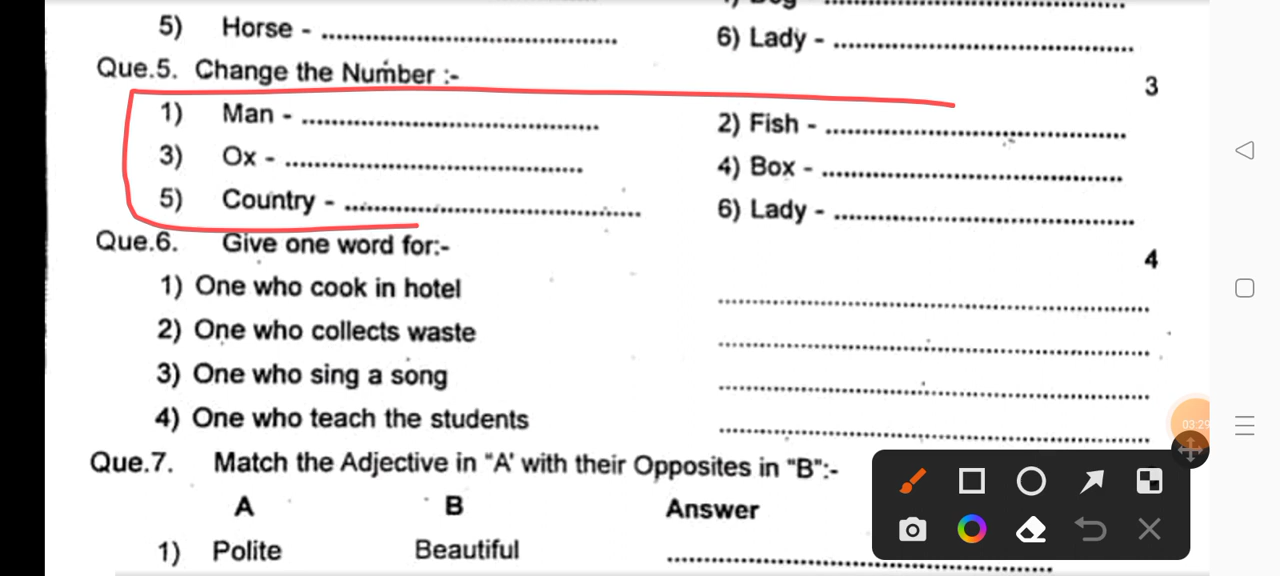 5) Horse - ........................ 6) Lady - ........................
Que.5. Change the Number :- 3
1) Man - ........................ 2) Fish - ........................
3) Ox - ........................ 4) Box - ........................
5) Country - ........................ 6) Lady - ........................
Que.6. Give one word for:- 4
1) One who cook in hotel ........................
2) One who collects waste ........................
3) One who sing a song ........................
4) One who teach the students ........................
Que.7. Match the Adjective in "A' with their Opposites in "B":-
A B Answer
1) Polite Beautiful ........................
03:29